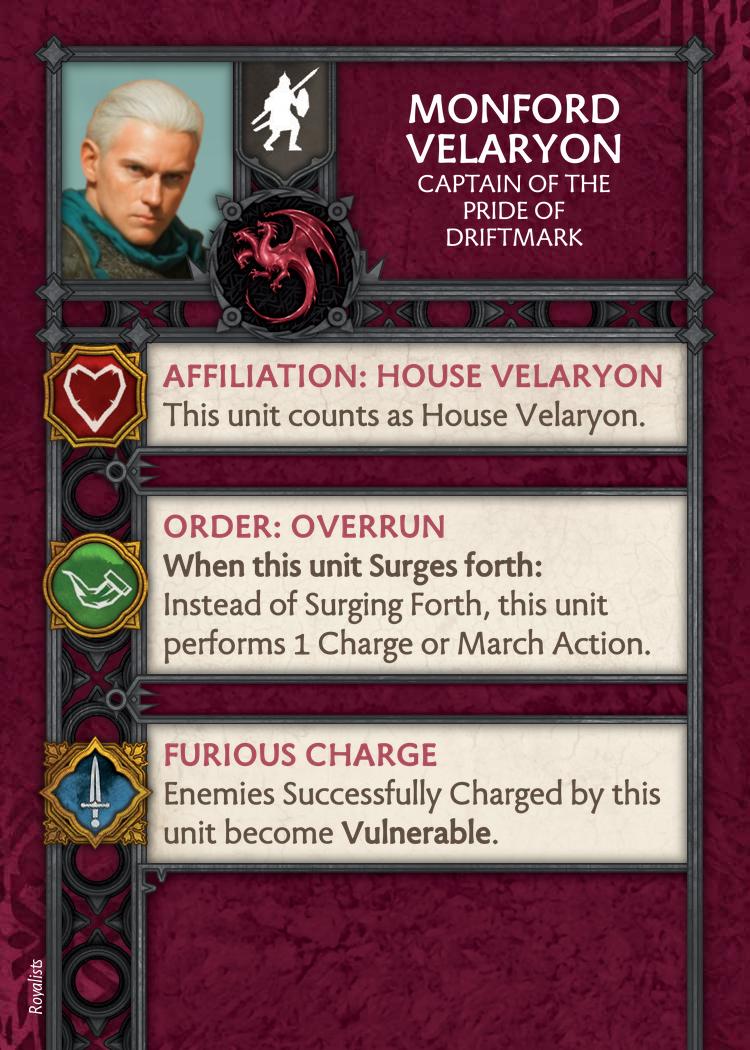 MONFORD
VELARYON
CAPTAIN OF THE
PRIDE OF
DRIFTMARK
AFFILIATION: HOUSE VELARYON
This unit counts as House Velaryon.
ORDER: OVERRUN
When this unit Surges forth:
Instead of Surging Forth, this unit
performs 1 Charge or March Action.
FURIOUS CHARGE
Enemies Successfully Charged by this
unit become Vulnerable.
Royalists